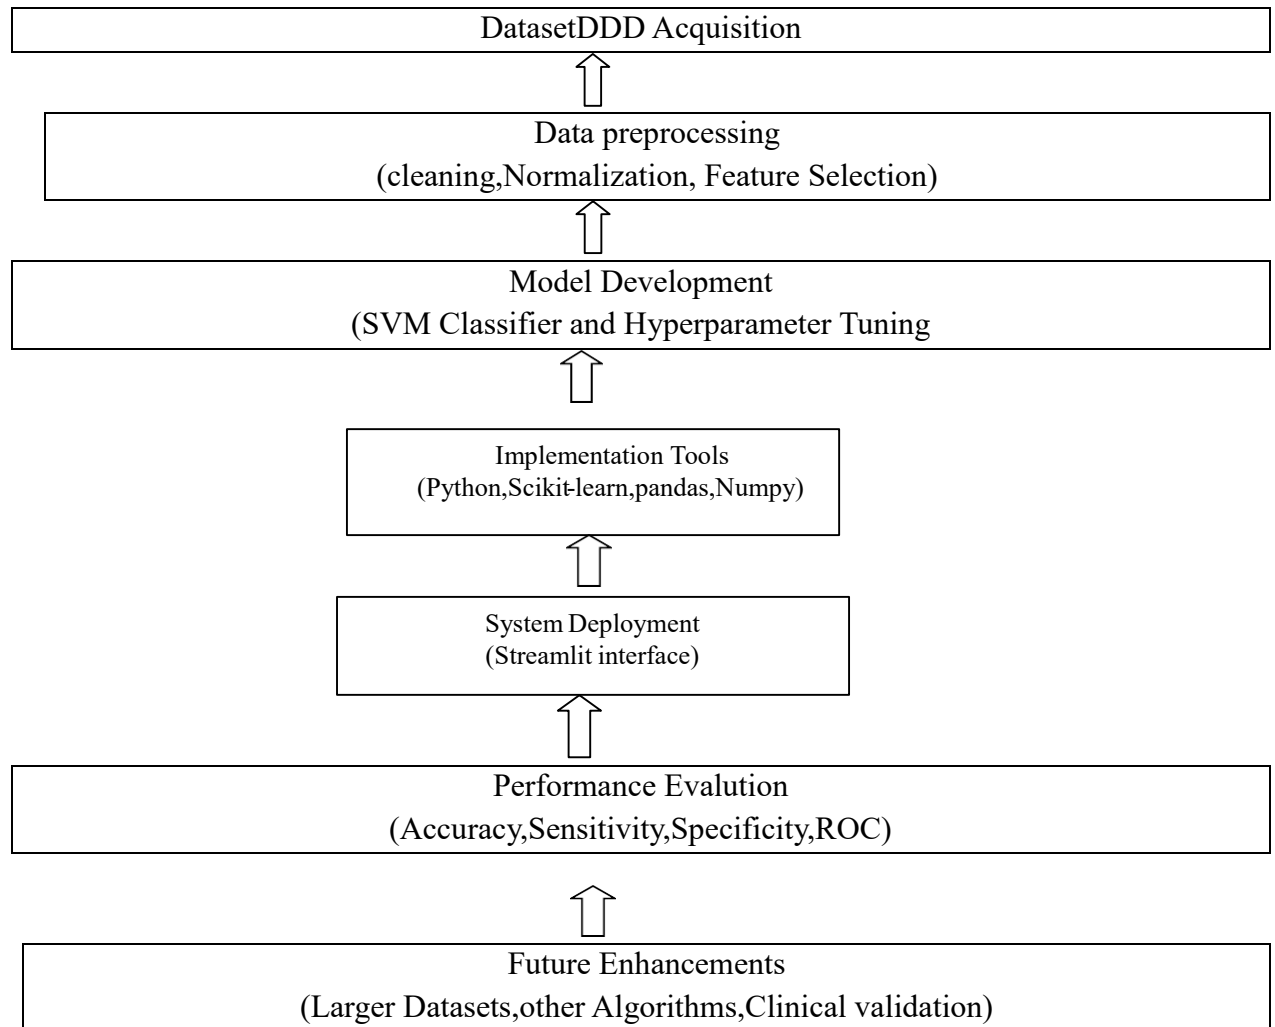 DatasetDDD Acquisition
Data preprocessing
(cleaning,Normalization, Feature Selection)
Model Development
(SVM Classifier and Hyperparameter Tuning
Implementation Tools
(Python,Scikit-learn,pandas,Numpy)
System Deployment
(Streamlit interface)
Performance Evalution
(Accuracy,Sensitivity,Specificity,ROC)
Future Enhancements
(Larger Datasets,other Algorithms,Clinical validation)